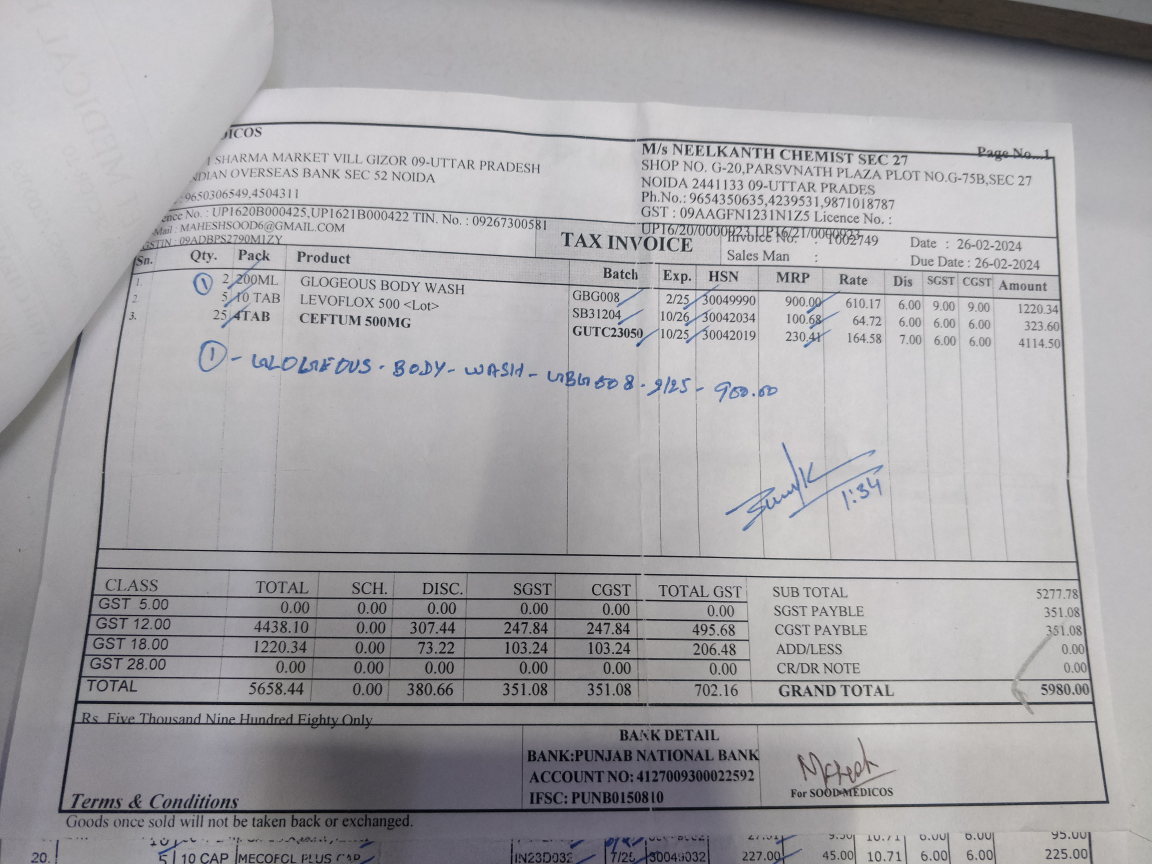 DICOS
SHARMA MARKET VILL GIZOR 09-UTTAR PRADESH
NDIAN OVERSEAS BANK SEC 52 NOIDA
9650306549,4504311
ence No. : UP1620B000425,UP1621B000422 TIN. No. : 09267300581
Mail : MAHESHSOOD6@GMAIL.COM
GSTIN : 09ADBPS2790M1ZY
Page No...1
M/s NEELKANTH CHEMIST SEC 27
SHOP NO. G-20,PARSVNATH PLAZA PLOT NO.G-75B,SEC 27
NOIDA 2441133 09-UTTAR PRADES
Ph.No.: 9654350635,4239531,9871018787
GST : 09AAGFN1231N1Z5 Licence No. :
UP16/20/0000923,UP16/21/0000923
TAX INVOICE
Invoice No. : T002749 Date : 26-02-2024
Sales Man : Due Date : 26-02-2024
Sn. Qty. Pack Product Batch Exp. HSN MRP Rate Dis SGST CGST Amount
1. 1 2 200ML GLOGEOUS BODY WASH GBG008 2/25 30049990 900.00 610.17 6.00 9.00 9.00 1220.34
2. 5 10 TAB LEVOFLOX 500 <Lot> SB31204 10/26 30042034 100.68 64.72 6.00 6.00 6.00 323.60
3. 25 4TAB CEFTUM 500MG GUTC23050 10/25 30042019 230.41 164.58 7.00 6.00 6.00 4114.50
1 - GLOGEOUS - BODY - WASH - GBG008 - 2/25 - 900.00
1:34
CLASS TOTAL SCH. DISC. SGST CGST TOTAL GST
GST 5.00 0.00 0.00 0.00 0.00 0.00 0.00
GST 12.00 4438.10 0.00 307.44 247.84 247.84 495.68
GST 18.00 1220.34 0.00 73.22 103.24 103.24 206.48
GST 28.00 0.00 0.00 0.00 0.00 0.00 0.00
TOTAL 5658.44 0.00 380.66 351.08 351.08 702.16
SUB TOTAL 5277.78
SGST PAYBLE 351.08
CGST PAYBLE 351.08
ADD/LESS 0.00
CR/DR NOTE 0.00
GRAND TOTAL 5980.00
Rs. Five Thousand Nine Hundred Eighty Only
BANK DETAIL
BANK:PUNJAB NATIONAL BANK
ACCOUNT NO: 4127009300022592
IFSC: PUNB0150810
Mahesh
For SOOD MEDICOS
Terms & Conditions
Goods once sold will not be taken back or exchanged.
20. 5 10 CAP MECOFOL PLUS CAP IN23D032 7/25 227.00 45.00 10.71 6.00 6.00 225.00